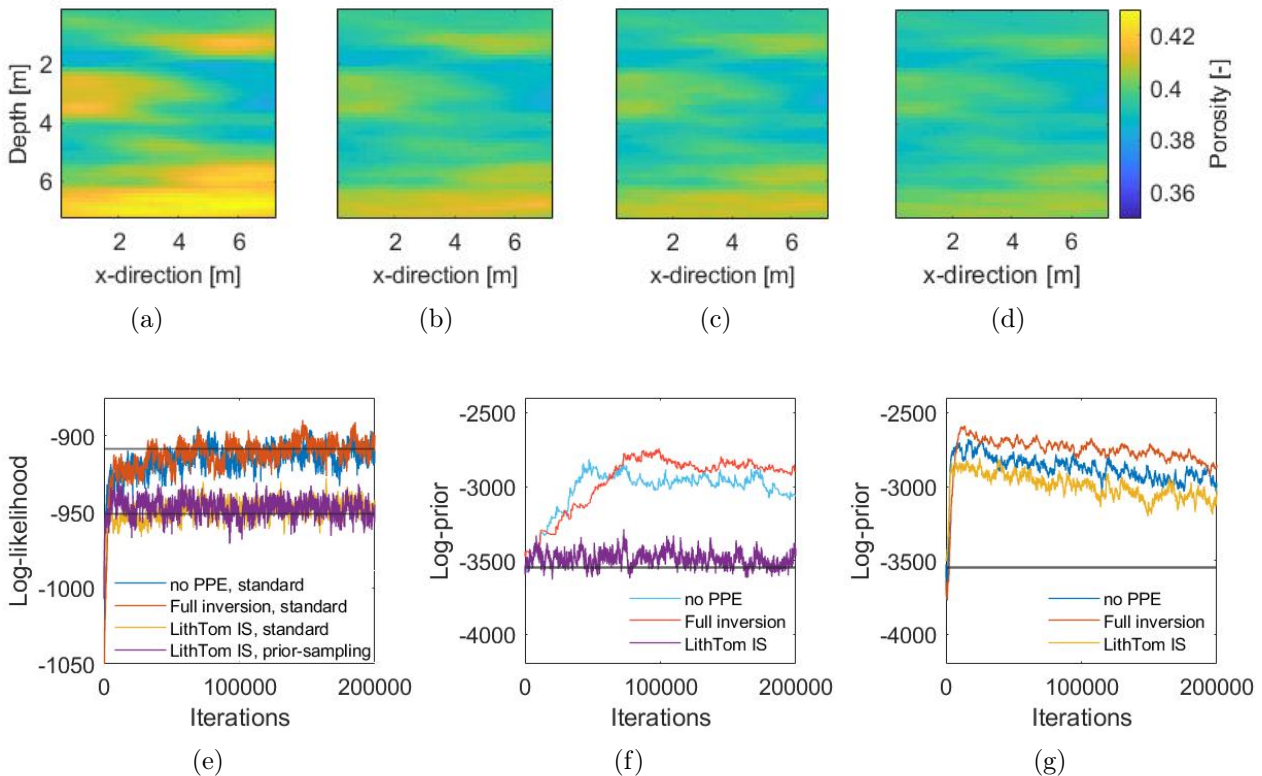 2
4
6
Depth [m]
2 4 6
2 4 6
2 4 6
2 4 6
x-direction [m]
x-direction [m]
x-direction [m]
x-direction [m]
0.42
0.4
0.38
0.36
Porosity [-]
(a)
(b)
(c)
(d)
-900
-950
-1000
-1050
Log-likelihood
no PPE, standard
Full inversion, standard
LithTom IS, standard
LithTom IS, prior-sampling
0 100000 200000
Iterations
(e)
-2500
-3000
-3500
-4000
Log-prior
no PPE
Full inversion
LithTom IS
0 100000 200000
Iterations
(f)
-2500
-3000
-3500
-4000
Log-prior
no PPE
Full inversion
LithTom IS
0 100000 200000
Iterations
(g)